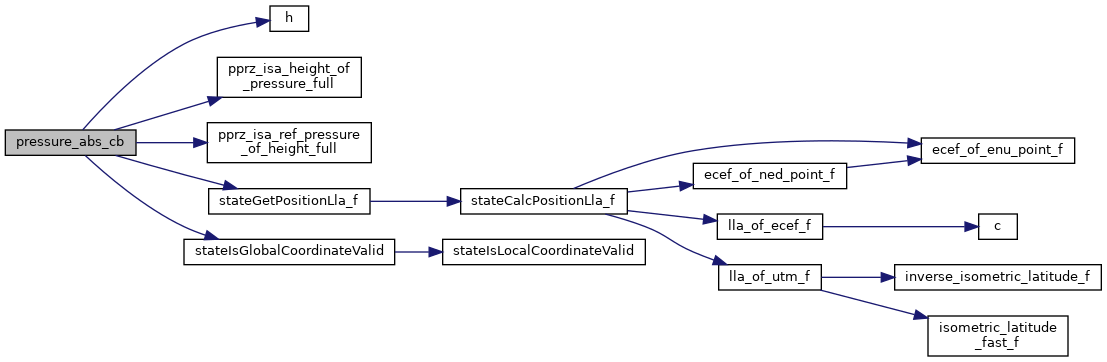 h
pprz_isa_height_of
_pressure_full
pressure_abs_cb
pprz_isa_ref_pressure
_of_height_full
stateGetPositionLla_f
stateIsGlobalCoordinateValid
stateCalcPositionLla_f
stateIsLocalCoordinateValid
ecef_of_enu_point_f
ecef_of_ned_point_f
lla_of_ecef_f
c
lla_of_utm_f
inverse_isometric_latitude_f
isometric_latitude
_fast_f